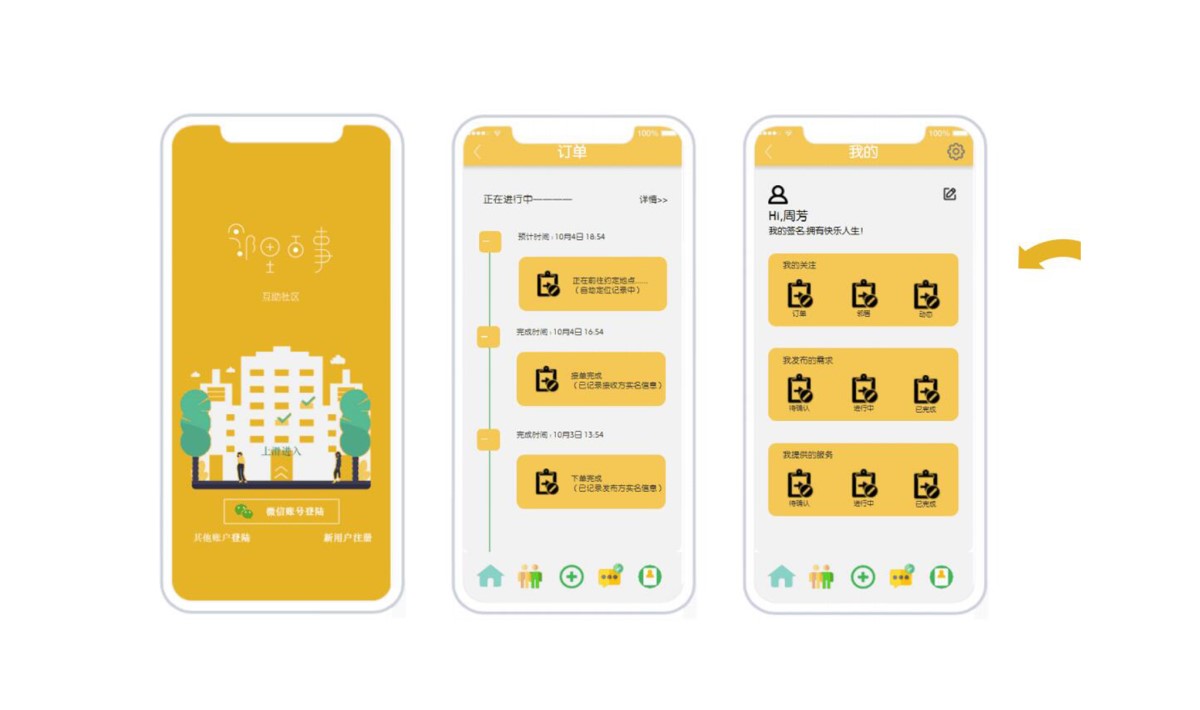 邻里百事
互助社区
上滑进入
微信账号登陆
其他账户登陆
新用户注册
100%
订单
正在进行中————
详情>>
预计时间：10月4日 18:54
正在前往约定地点......
（自动定位记录中）
完成时间：10月4日 16:54
接单完成
（已记录接收方实名信息）
完成时间：10月3日 13:54
下单完成
（已记录发布方实名信息）
100%
我的
Hi,周芳
我的签名:拥有快乐人生！
我的关注
订单
邻居
动态
我发布的需求
待确认
进行中
已完成
我提供的服务
待确认
进行中
已完成